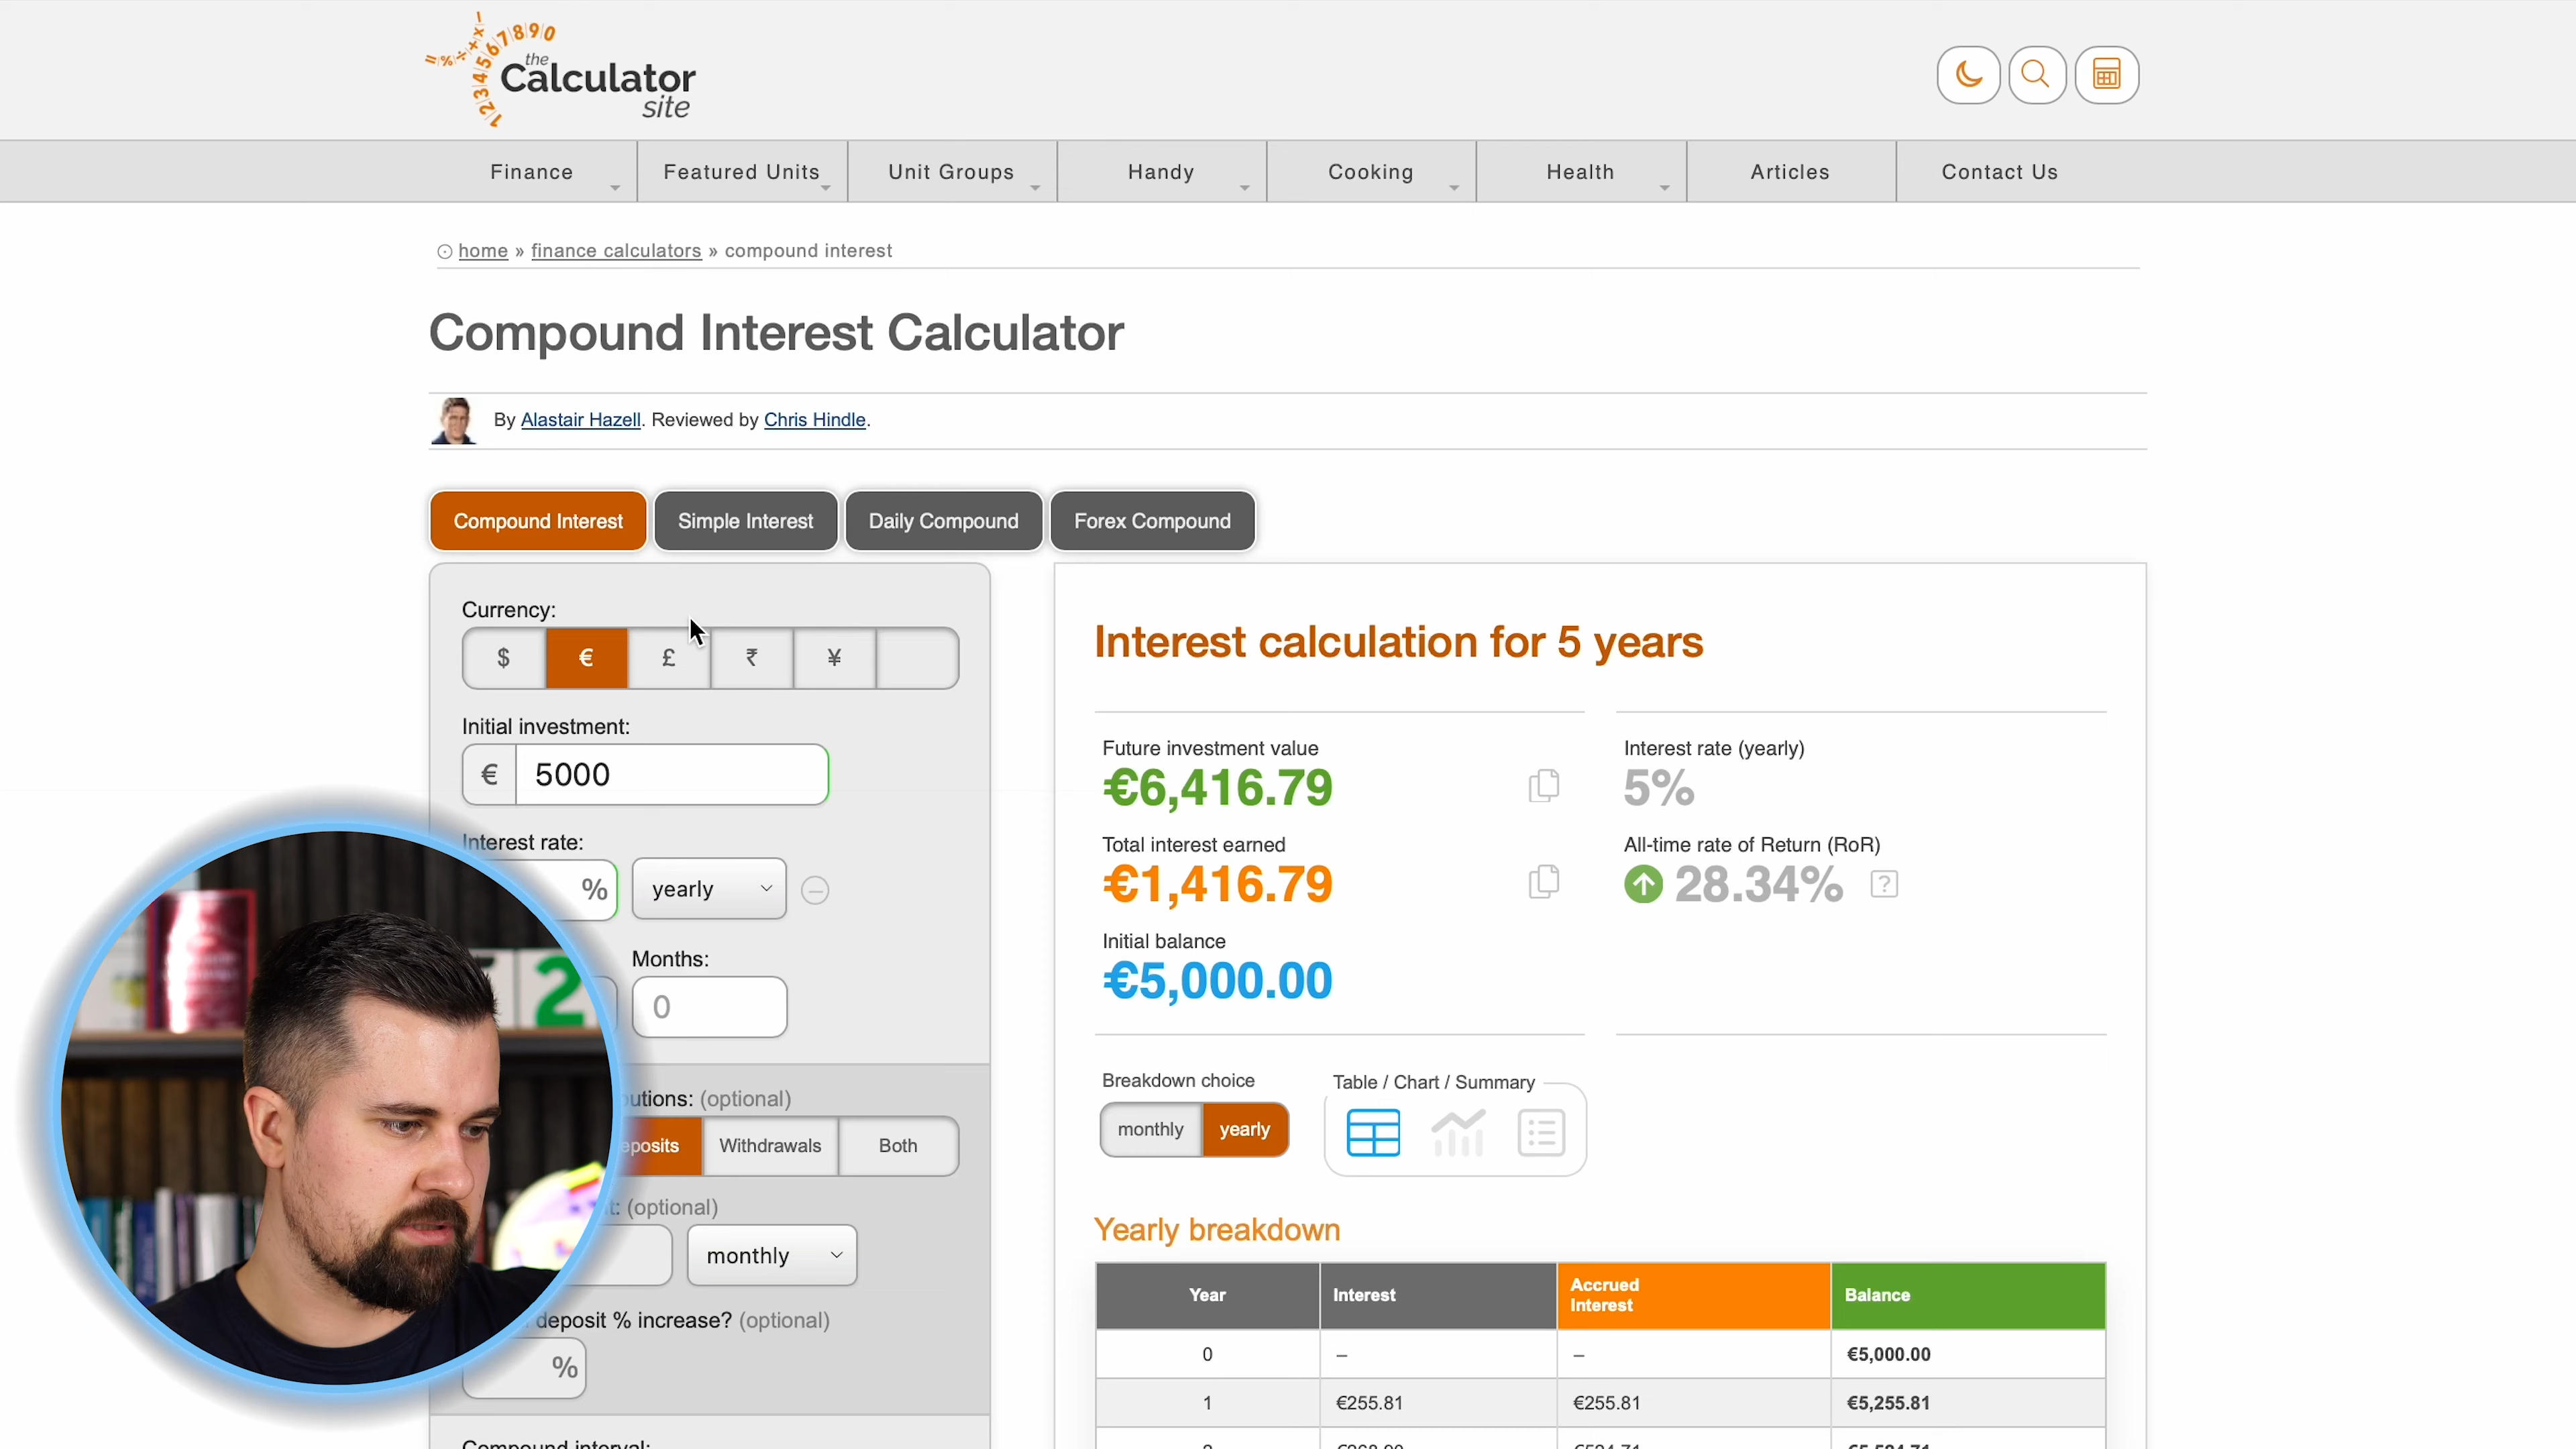 =%÷+×−
1234567890
the
Calculator
site
Finance
Featured Units
Unit Groups
Handy
Cooking
Health
Articles
Contact Us
home » finance calculators » compound interest
Compound Interest Calculator
By Alastair Hazell. Reviewed by Chris Hindle.
Compound Interest
Simple Interest
Daily Compound
Forex Compound
Currency:
$ € £ ₹ ¥
Initial investment:
€ 5000
Interest rate:
% yearly
Months:
0
utions: (optional)
eposits Withdrawals Both
t: (optional)
monthly
deposit % increase? (optional)
%
Interest calculation for 5 years
Future investment value
€6,416.79
Interest rate (yearly)
5%
Total interest earned
€1,416.79
All-time rate of Return (RoR)
28.34% ?
Initial balance
€5,000.00
Breakdown choice
monthly yearly
Table / Chart / Summary
Yearly breakdown
Year Interest Accrued Interest Balance
0 – – €5,000.00
1 €255.81 €255.81 €5,255.81
2